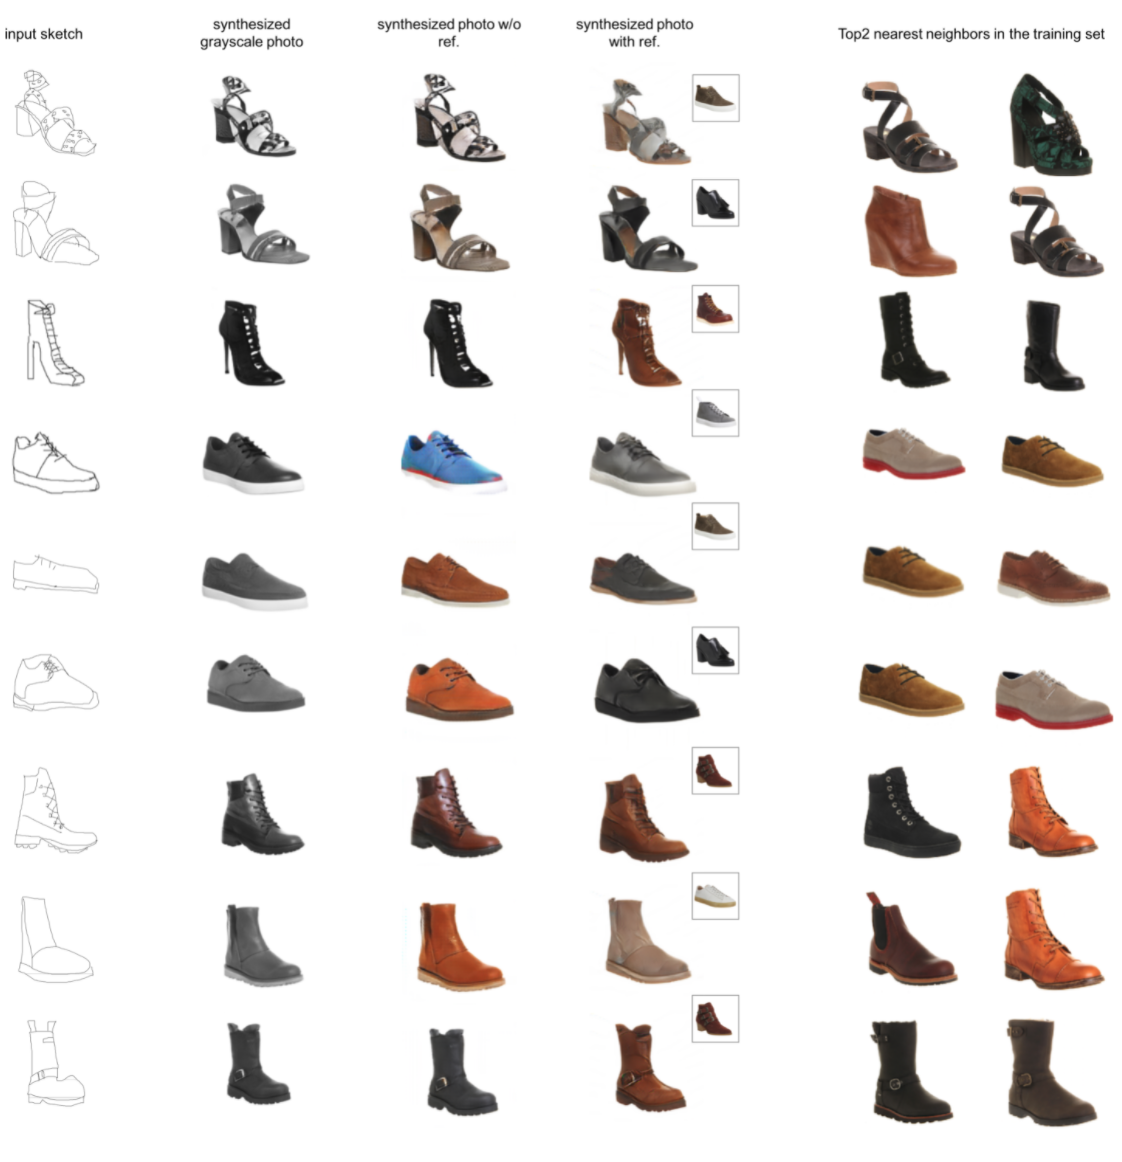 input sketch
synthesized
grayscale photo
synthesized photo w/o
ref.
synthesized photo
with ref.
Top2 nearest neighbors in the training set